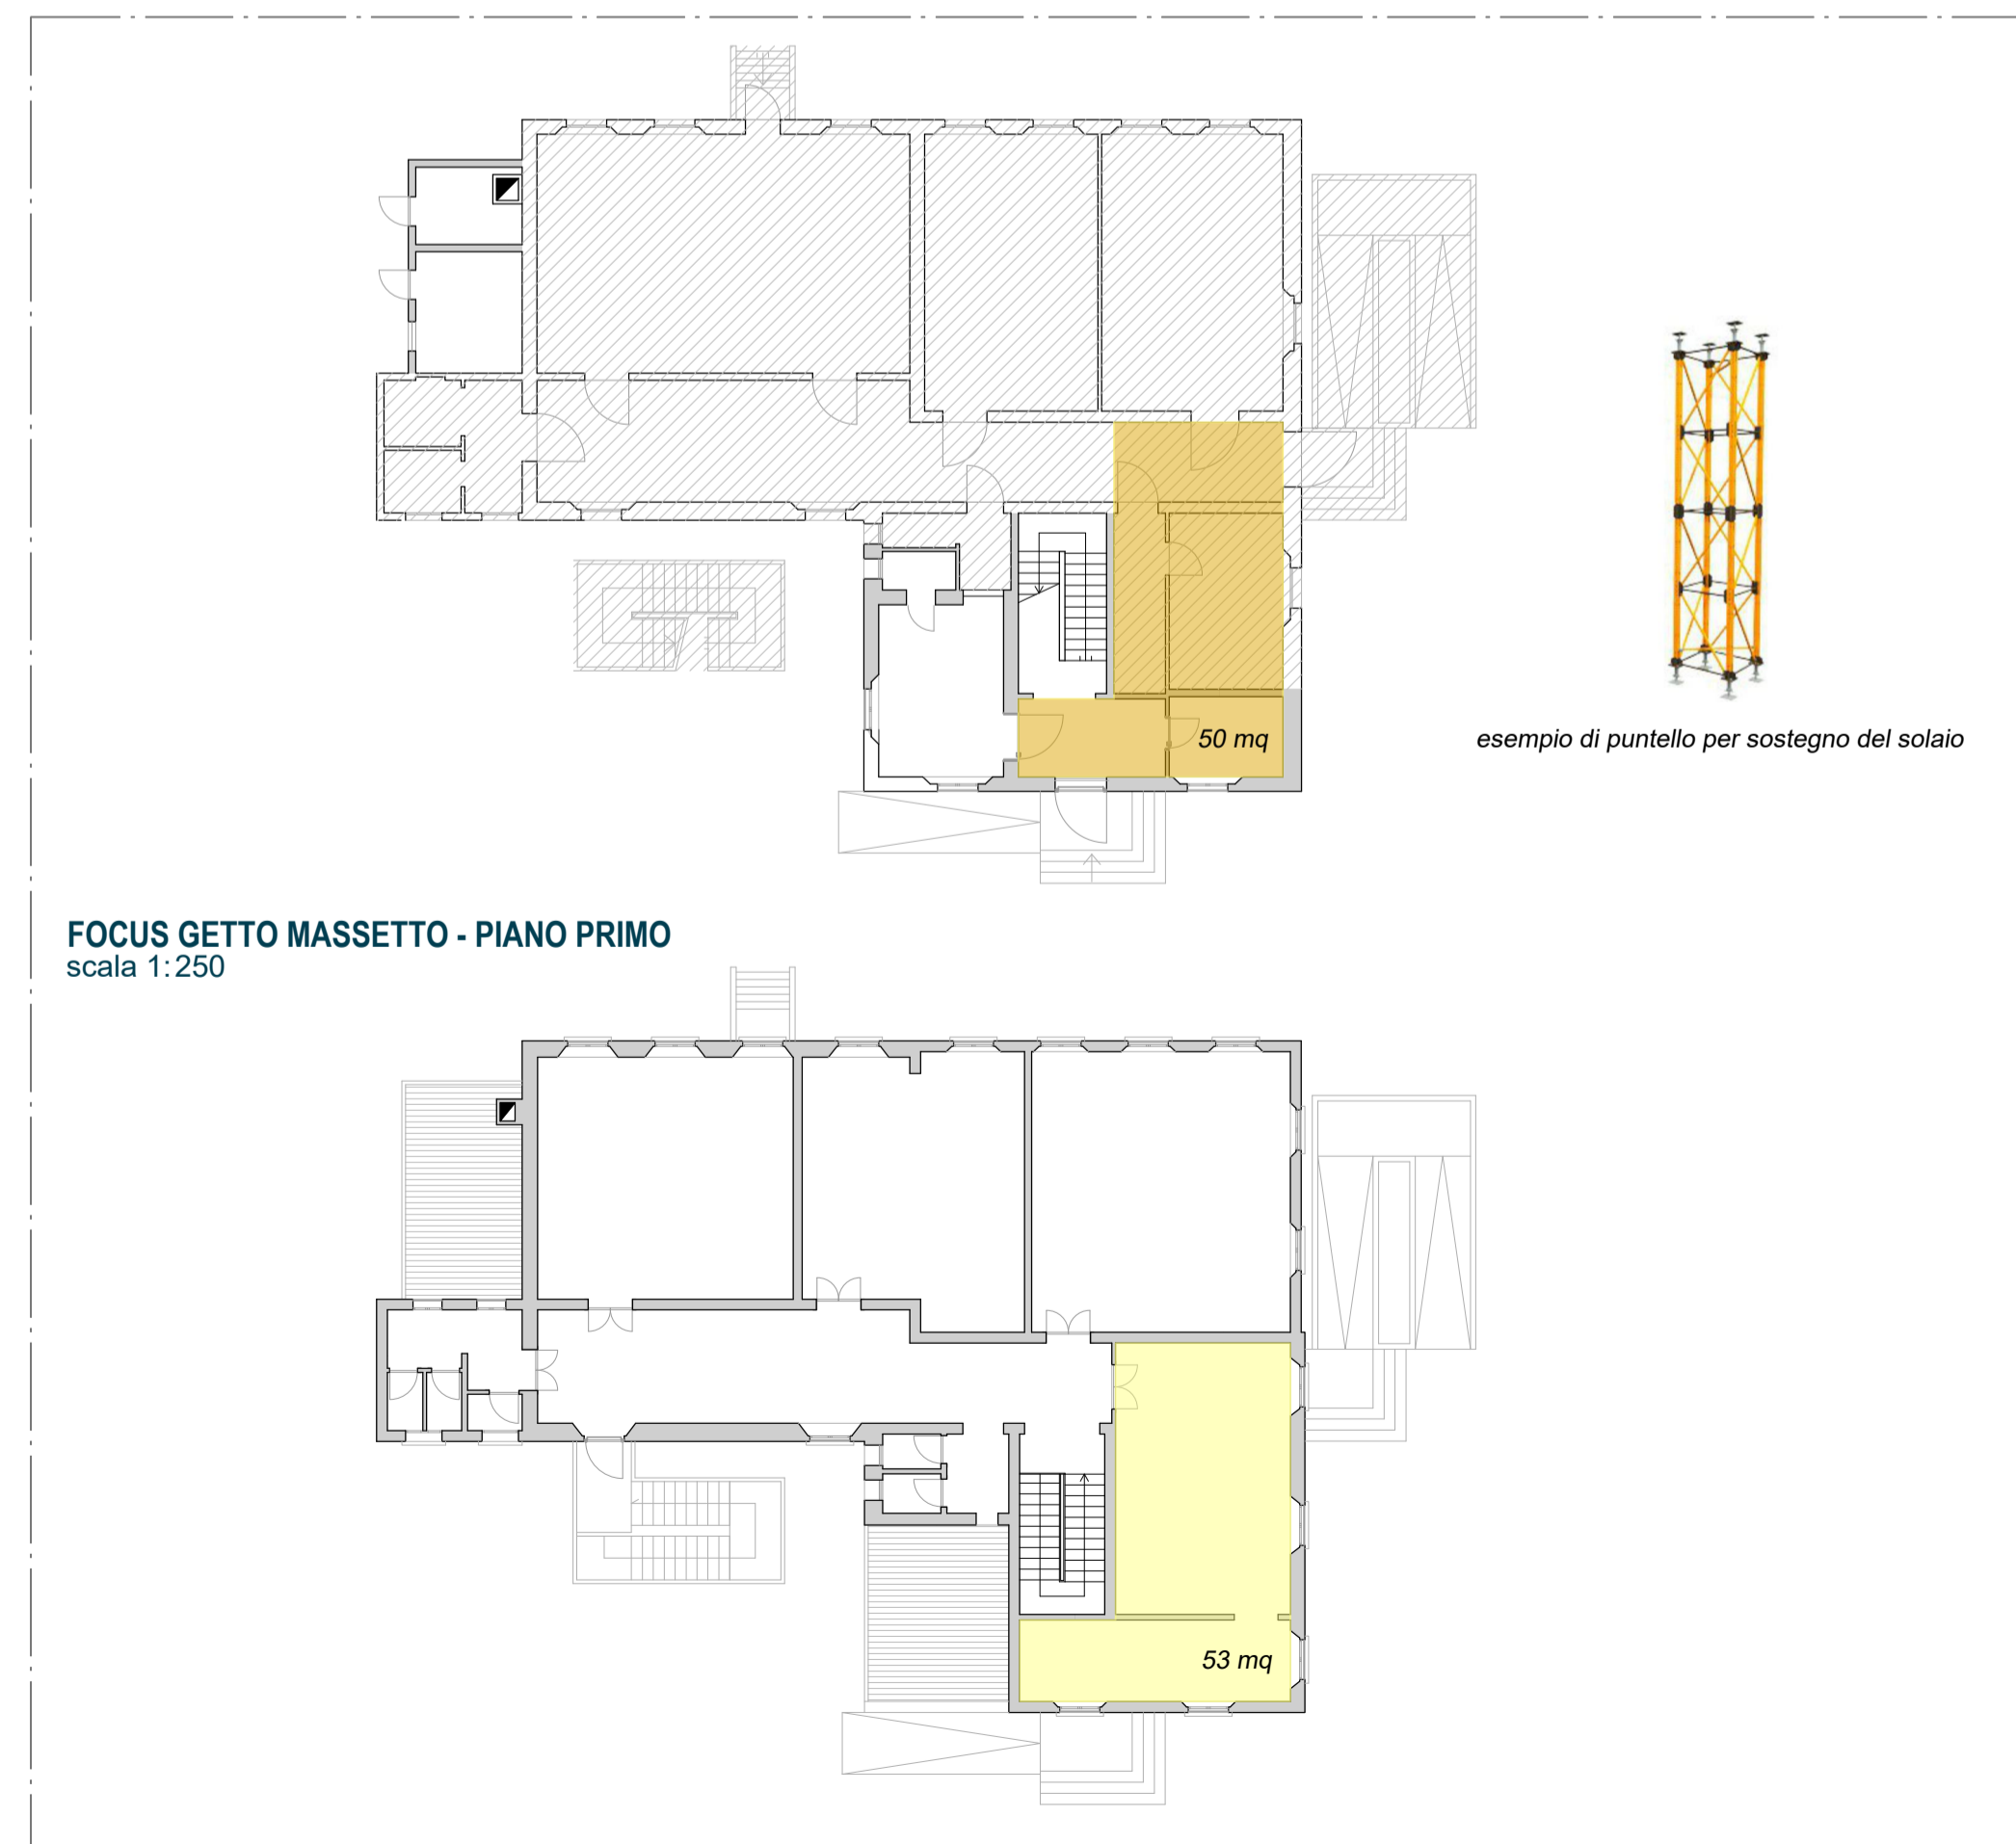 esempio di puntello per sostegno del solaio
50 mq
FOCUS GETTO MASSETTO - PIANO PRIMO
scala 1:250
53 mq